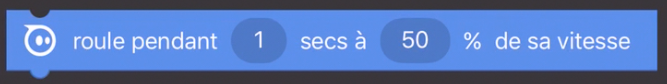 roule pendant 1 secs à 50 % de sa vitesse